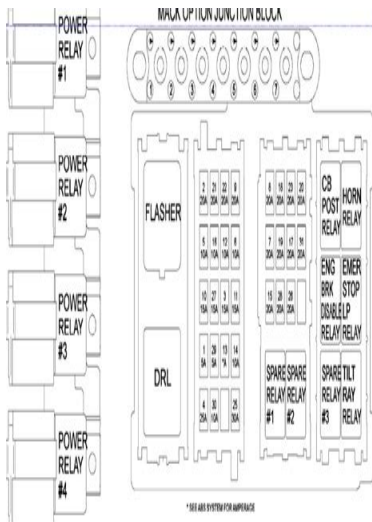 MACK OPTION JUNCTION BLOCK
POWER
RELAY
#1
POWER
RELAY
#2
POWER
RELAY
#3
POWER
RELAY
#4
1 2 3 4 5 6 7
FLASHER
DRL
2 21 22 9
20A 20A 20A 20A
5 16 12 8
10A 10A 10A 10A
10 27 3 11
15A 15A 15A 15A
1 29 13 14
5A 5A 10A
4 30 25
25A 10A 30A
6 18 23 20
20A 20A 20A 20A
7 19 17 31
20A 20A 20A 20A
15 26 28
20A 20A 20A
CB
POST
RELAY
HORN
RELAY
ENG
BRK
DISABLE
RELAY
EMER
STOP
LP
RELAY
SPARE
RELAY
#1
SPARE
RELAY
#2
SPARE
RELAY
#3
TILT
RAY
RELAY
* SEE ABS SYSTEM FOR AMPERAGE